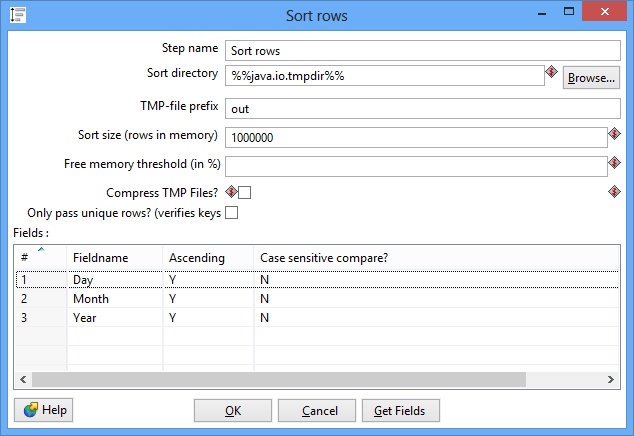 Sort rows
Step name Sort rows
Sort directory %%java.io.tmpdir%% Browse...
TMP-file prefix out
Sort size (rows in memory) 1000000
Free memory threshold (in %)
Compress TMP Files?
Only pass unique rows? (verifies keys
Fields :
# Fieldname Ascending Case sensitive compare?
1 Day Y N
2 Month Y N
3 Year Y N
Help OK Cancel Get Fields